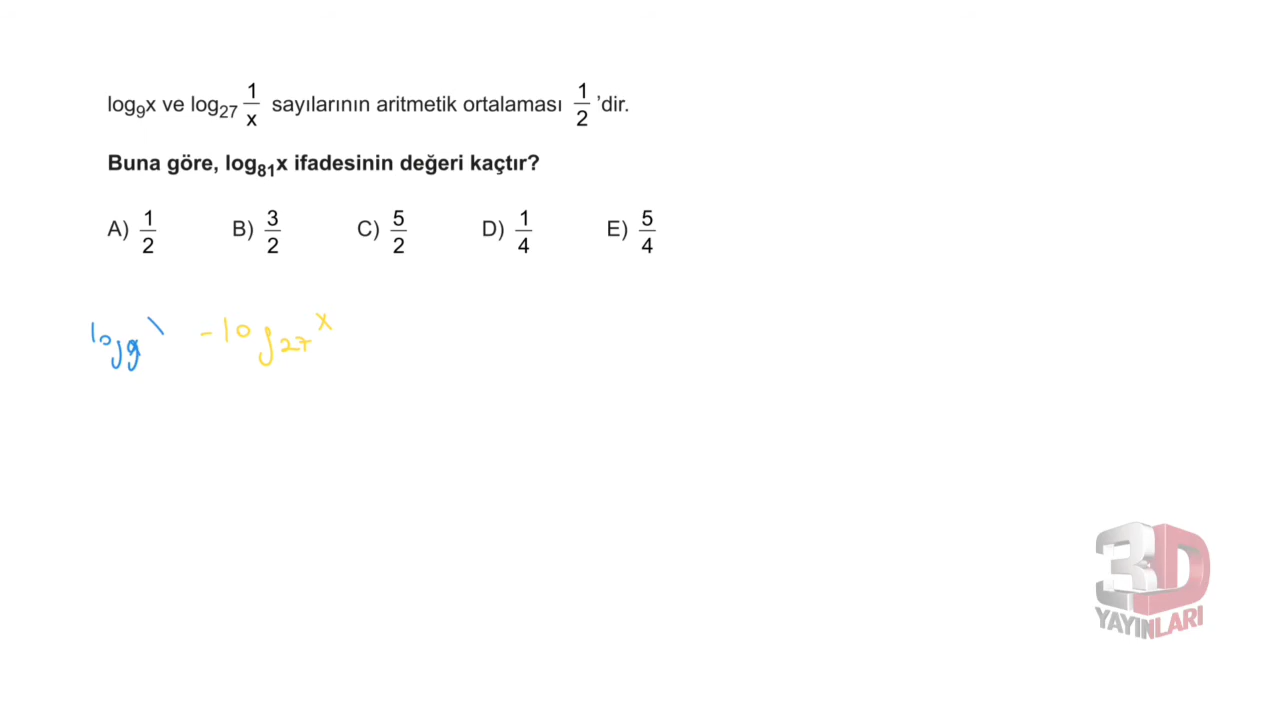 log₉x ve log₂₇ 1/x sayılarının aritmetik ortalaması 1/2 'dir.
Buna göre, log₈₁x ifadesinin değeri kaçtır?
A) 1/2 B) 3/2 C) 5/2 D) 1/4 E) 5/4
log₉ -log₂₇ x
3D
YAYINLARI